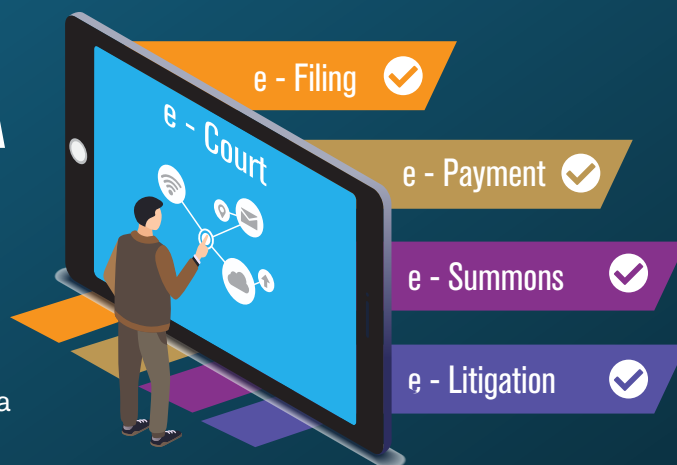 e - Filing
e - Court
e - Payment
e - Summons
e - Litigation
a